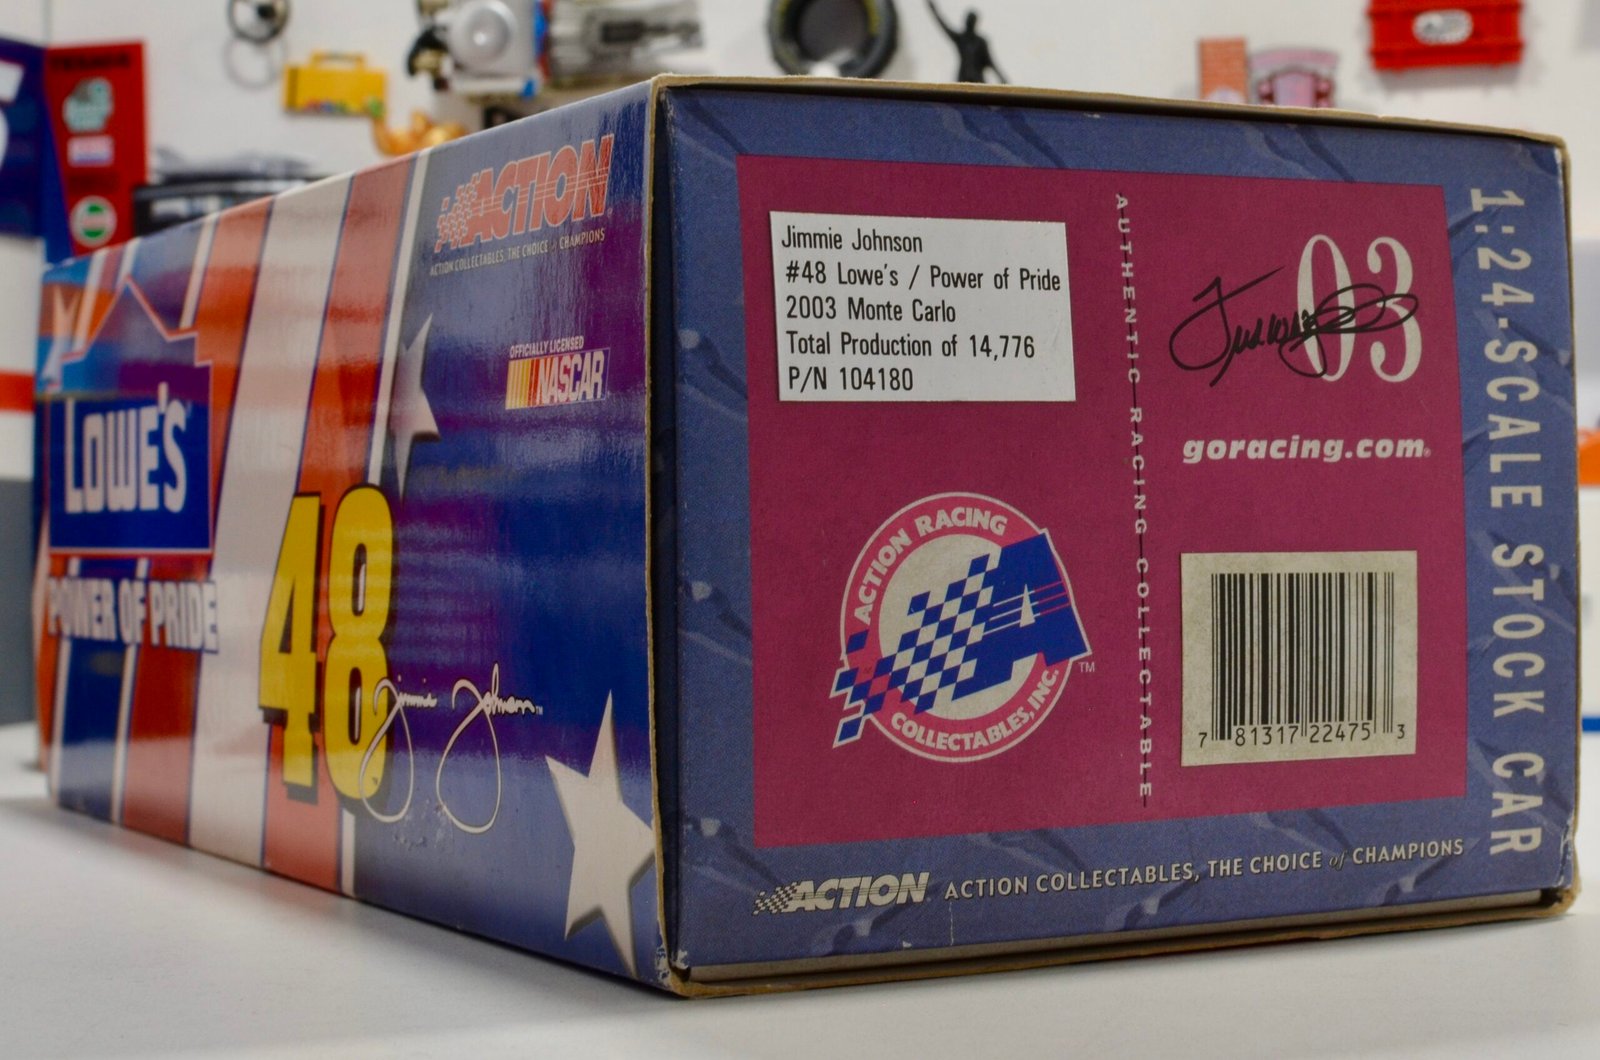 ACTION
ACTION COLLECTABLES, THE CHOICE of CHAMPIONS
OFFICIALLY LICENSED
NASCAR
LOWE'S
POWER OF PRIDE
48
Jimmie Johnson™
Jimmie Johnson
#48 Lowe's / Power of Pride
2003 Monte Carlo
Total Production of 14,776
P/N 104180
ACTION RACING
COLLECTABLES, INC.
A
TM
AUTHENTIC RACING COLLECTABLE
03
goracing.com®
7 81317 22475 3
1:24-SCALE STOCK CAR
ACTION ACTION COLLECTABLES, THE CHOICE of CHAMPIONS